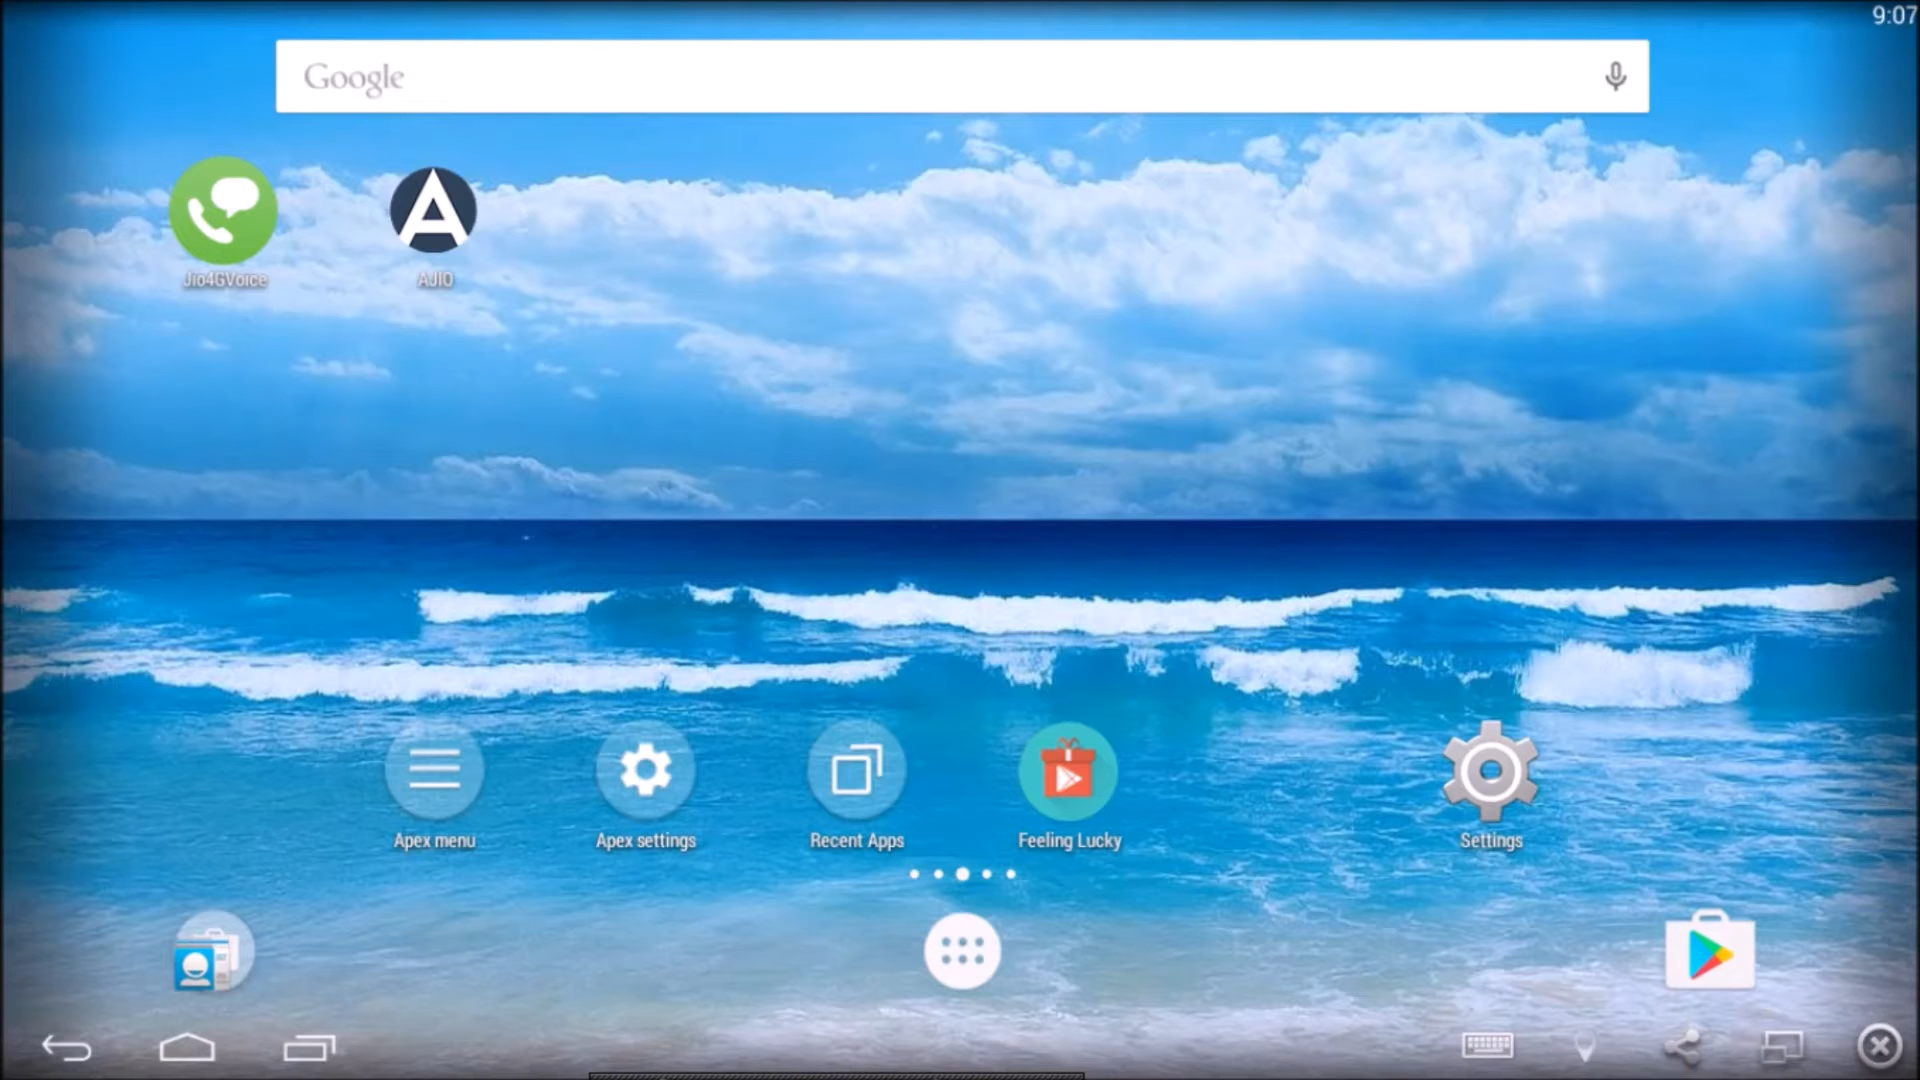 9:07
Google
Jio4GVoice
AJIO
Apex menu
Apex settings
Recent Apps
Feeling Lucky
Settings